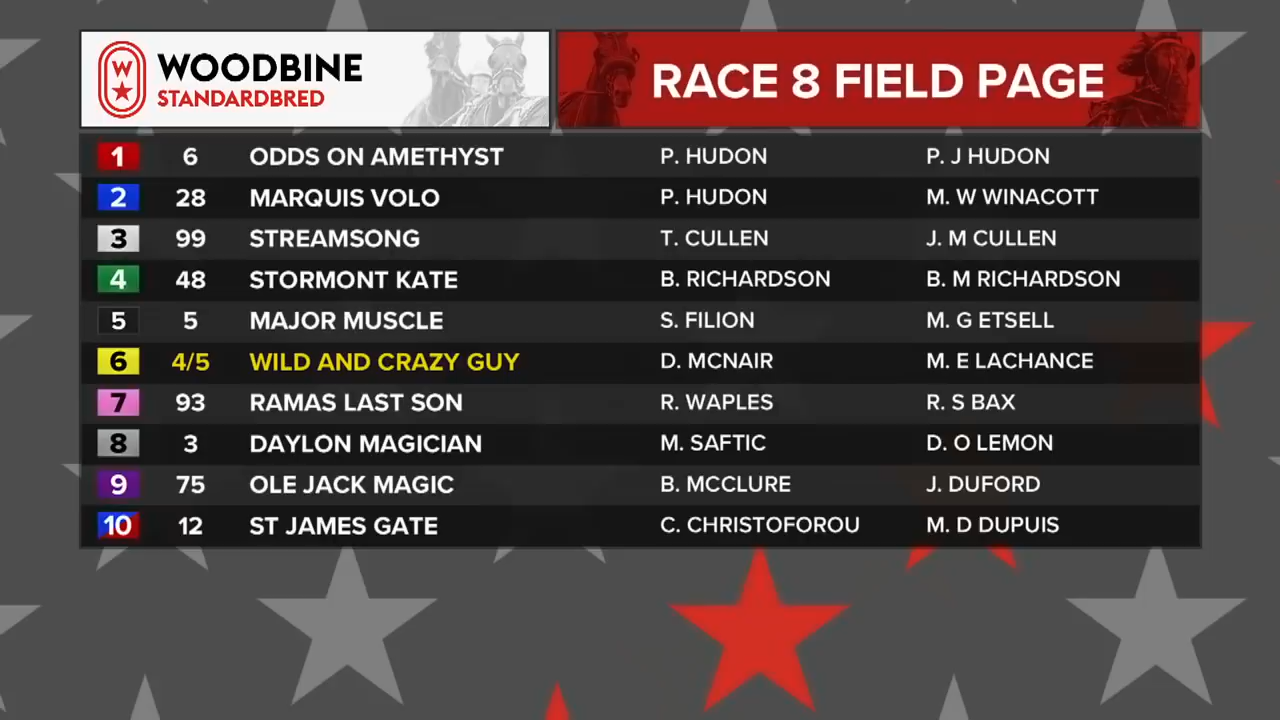 W
WOODBINE
STANDARDBRED
RACE 8 FIELD PAGE
1 6 ODDS ON AMETHYST P. HUDON P. J HUDON
2 28 MARQUIS VOLO P. HUDON M. W WINACOTT
3 99 STREAMSONG T. CULLEN J. M CULLEN
4 48 STORMONT KATE B. RICHARDSON B. M RICHARDSON
5 5 MAJOR MUSCLE S. FILION M. G ETSELL
6 4/5 WILD AND CRAZY GUY D. MCNAIR M. E LACHANCE
7 93 RAMAS LAST SON R. WAPLES R. S BAX
8 3 DAYLON MAGICIAN M. SAFTIC D. O LEMON
9 75 OLE JACK MAGIC B. MCCLURE J. DUFORD
10 12 ST JAMES GATE C. CHRISTOFOROU M. D DUPUIS